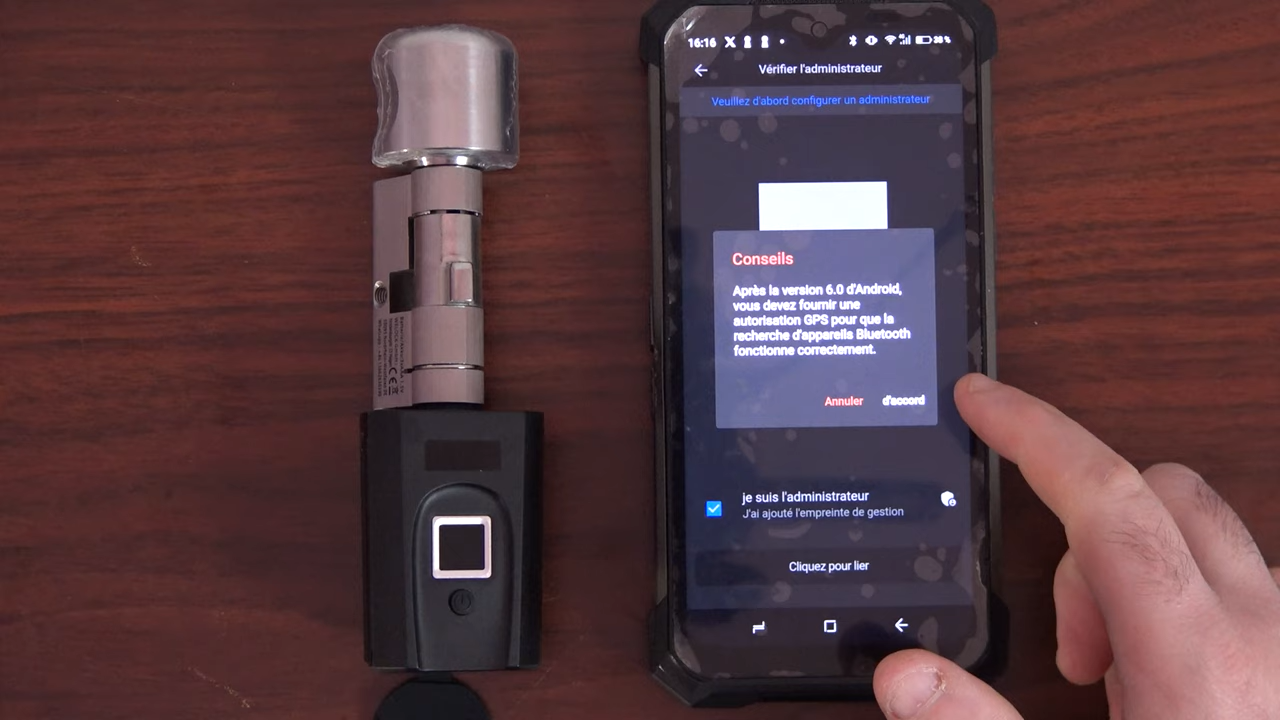 16:16
38%
Vérifier l'administrateur
Veuillez d'abord configurer un administrateur
Conseils
Après la version 6.0 d'Android,
vous devez fournir une
autorisation GPS pour que la
recherche d'appareils Bluetooth
fonctionne correctement.
Annuler d'accord
je suis l'administrateur
J'ai ajouté l'empreinte de gestion
Cliquez pour lier
CE